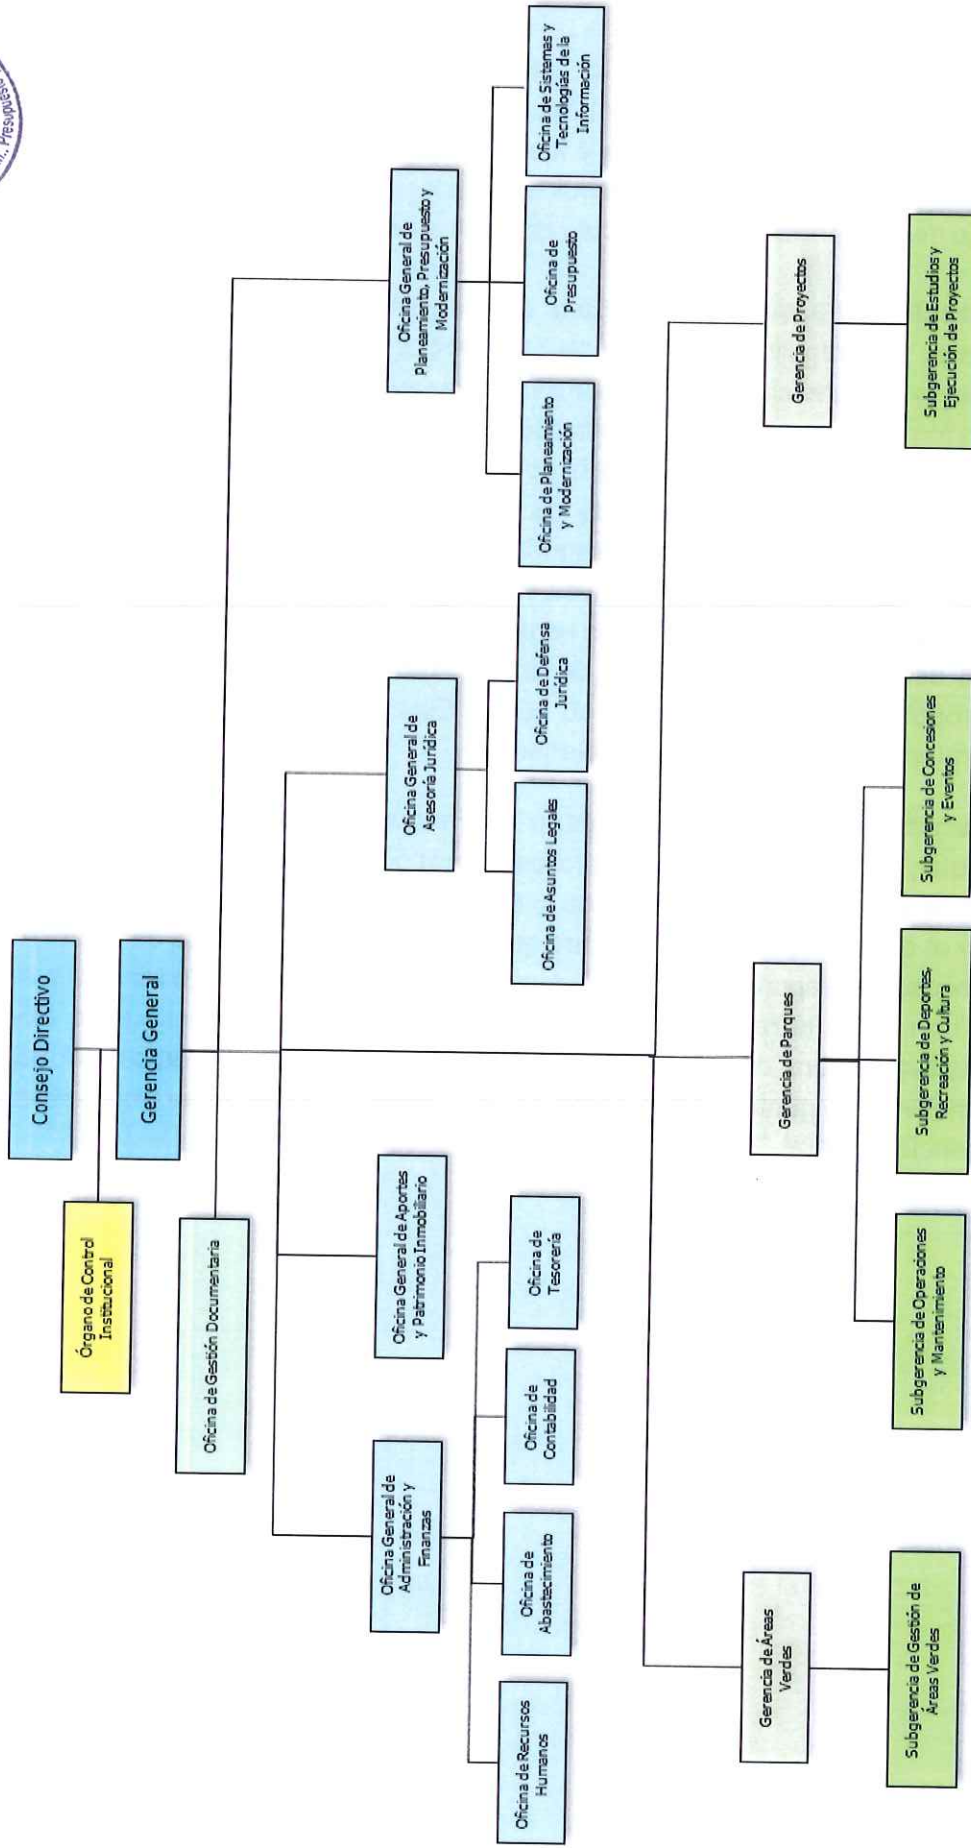 Presupuesto
Consejo Directivo
Órgano de Control
Institucional
Gerencia General
Oficina de Gestión Documentaria
Oficina General de
Administración y
Finanzas
Oficina General de Aportes
y Patrimonio Inmobiliario
Oficina General de
Asesoría Jurídica
Oficina General de
Planeamiento, Presupuesto y
Modernización
Oficina de Recursos
Humanos
Oficina de
Abastecimiento
Oficina de
Contabilidad
Oficina de
Tesorería
Oficina de Asuntos Legales
Oficina de Defensa
Jurídica
Oficina de Planeamiento
y Modernización
Oficina de
Presupuesto
Oficina de Sistemas y
Tecnologías de la
Información
Gerencia de Áreas
Verdes
Gerencia de Parques
Gerencia de Proyectos
Subgerencia de Gestión de
Áreas Verdes
Subgerencia de Operaciones
y Mantenimiento
Subgerencia de Deportes,
Recreación y Cultura
Subgerencia de Concesiones
y Eventos
Subgerencia de Estudios y
Ejecución de Proyectos